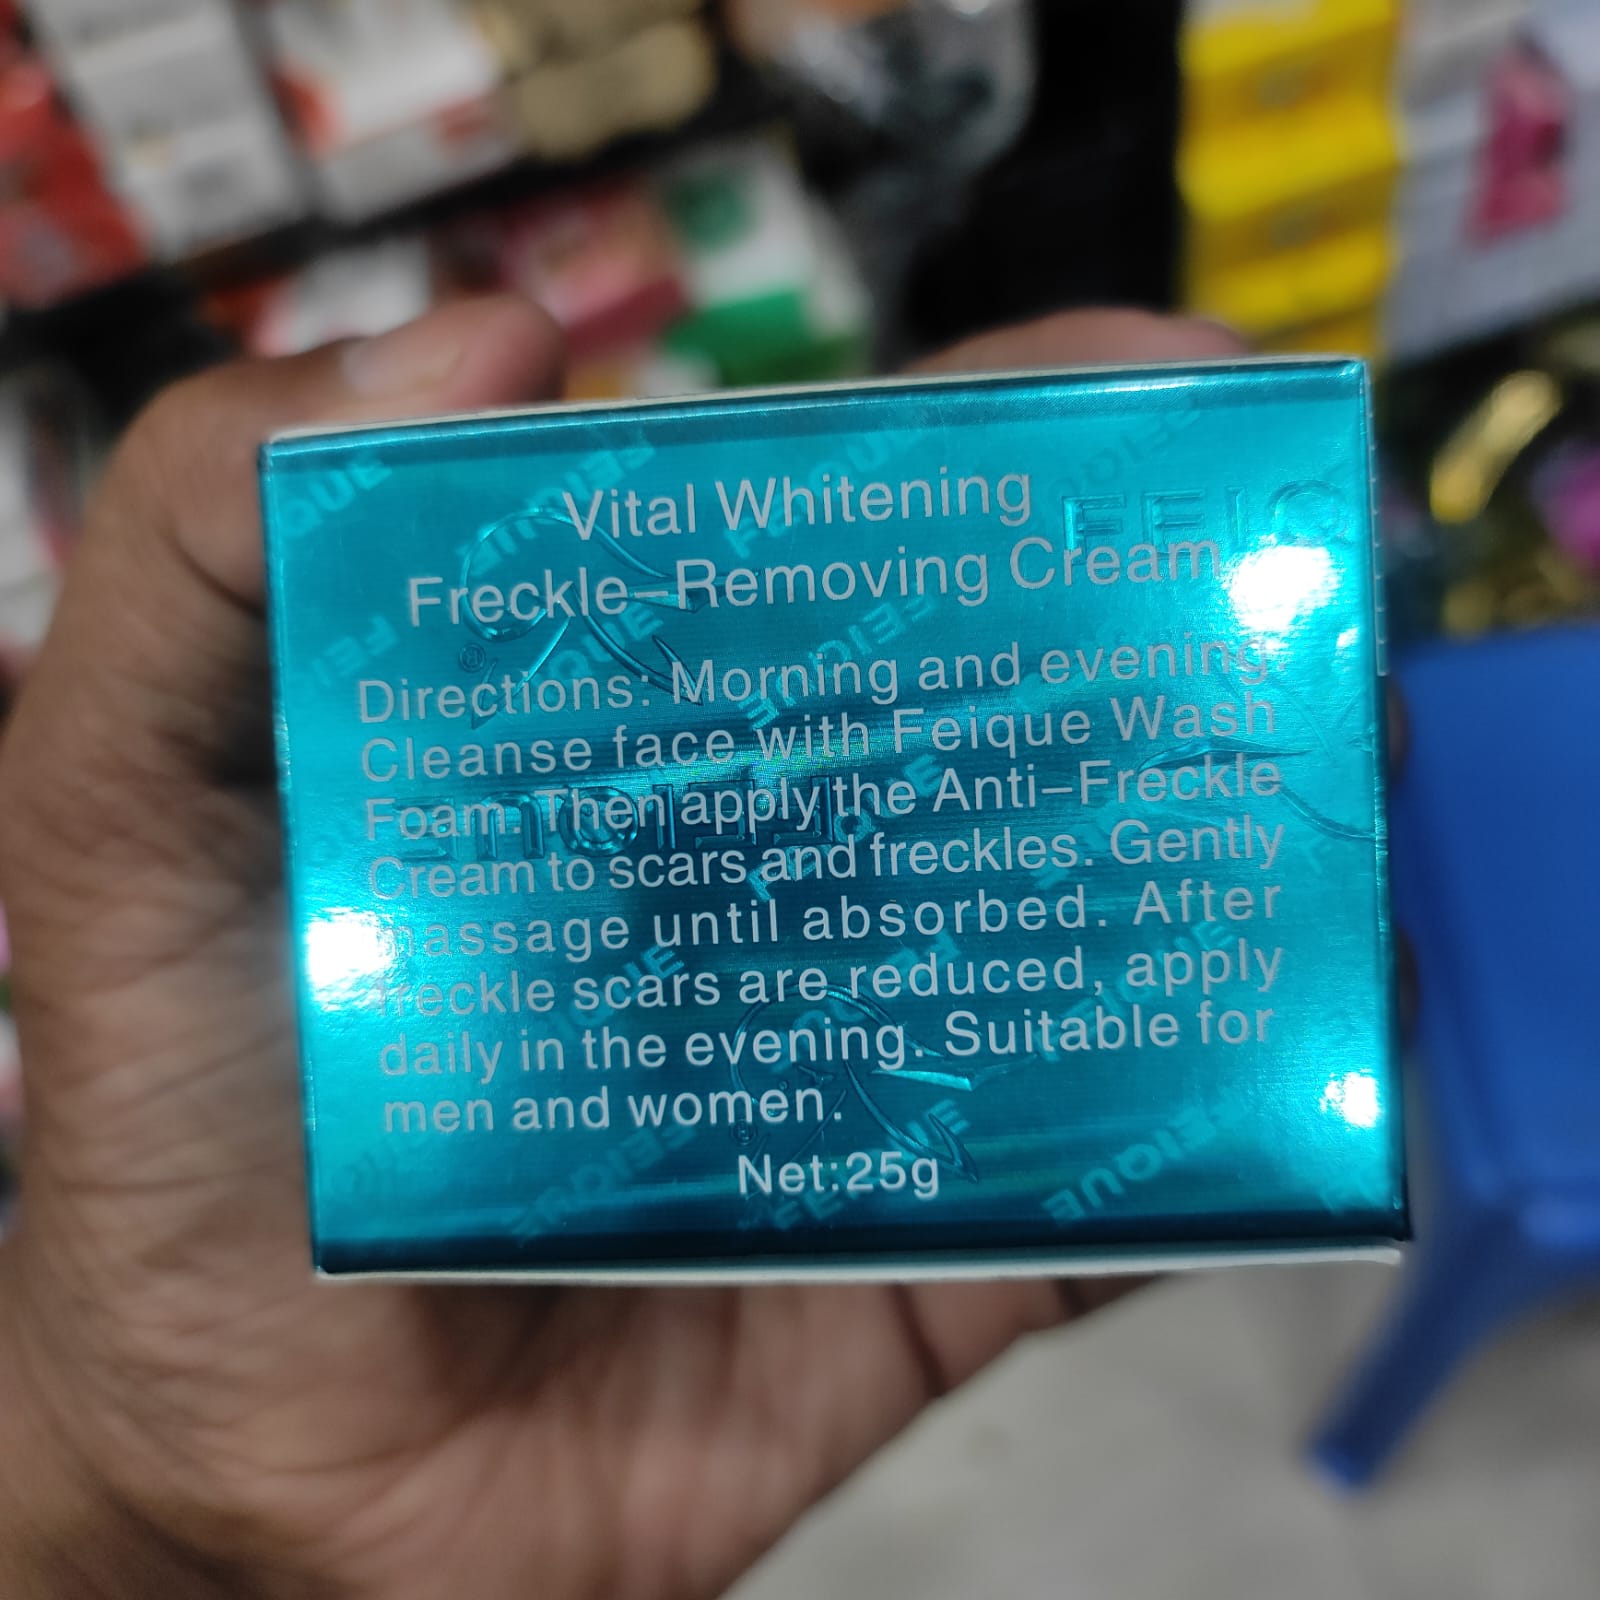 Vital Whitening
Freckle–Removing Cream
Directions: Morning and evening
Cleanse face with Feique Wash
Foam. Then apply the Anti–Freckle
Cream to scars and freckles. Gently
massage until absorbed. After
freckle scars are reduced, apply
daily in the evening. Suitable for
men and women.
Net:25g
FEIQUE